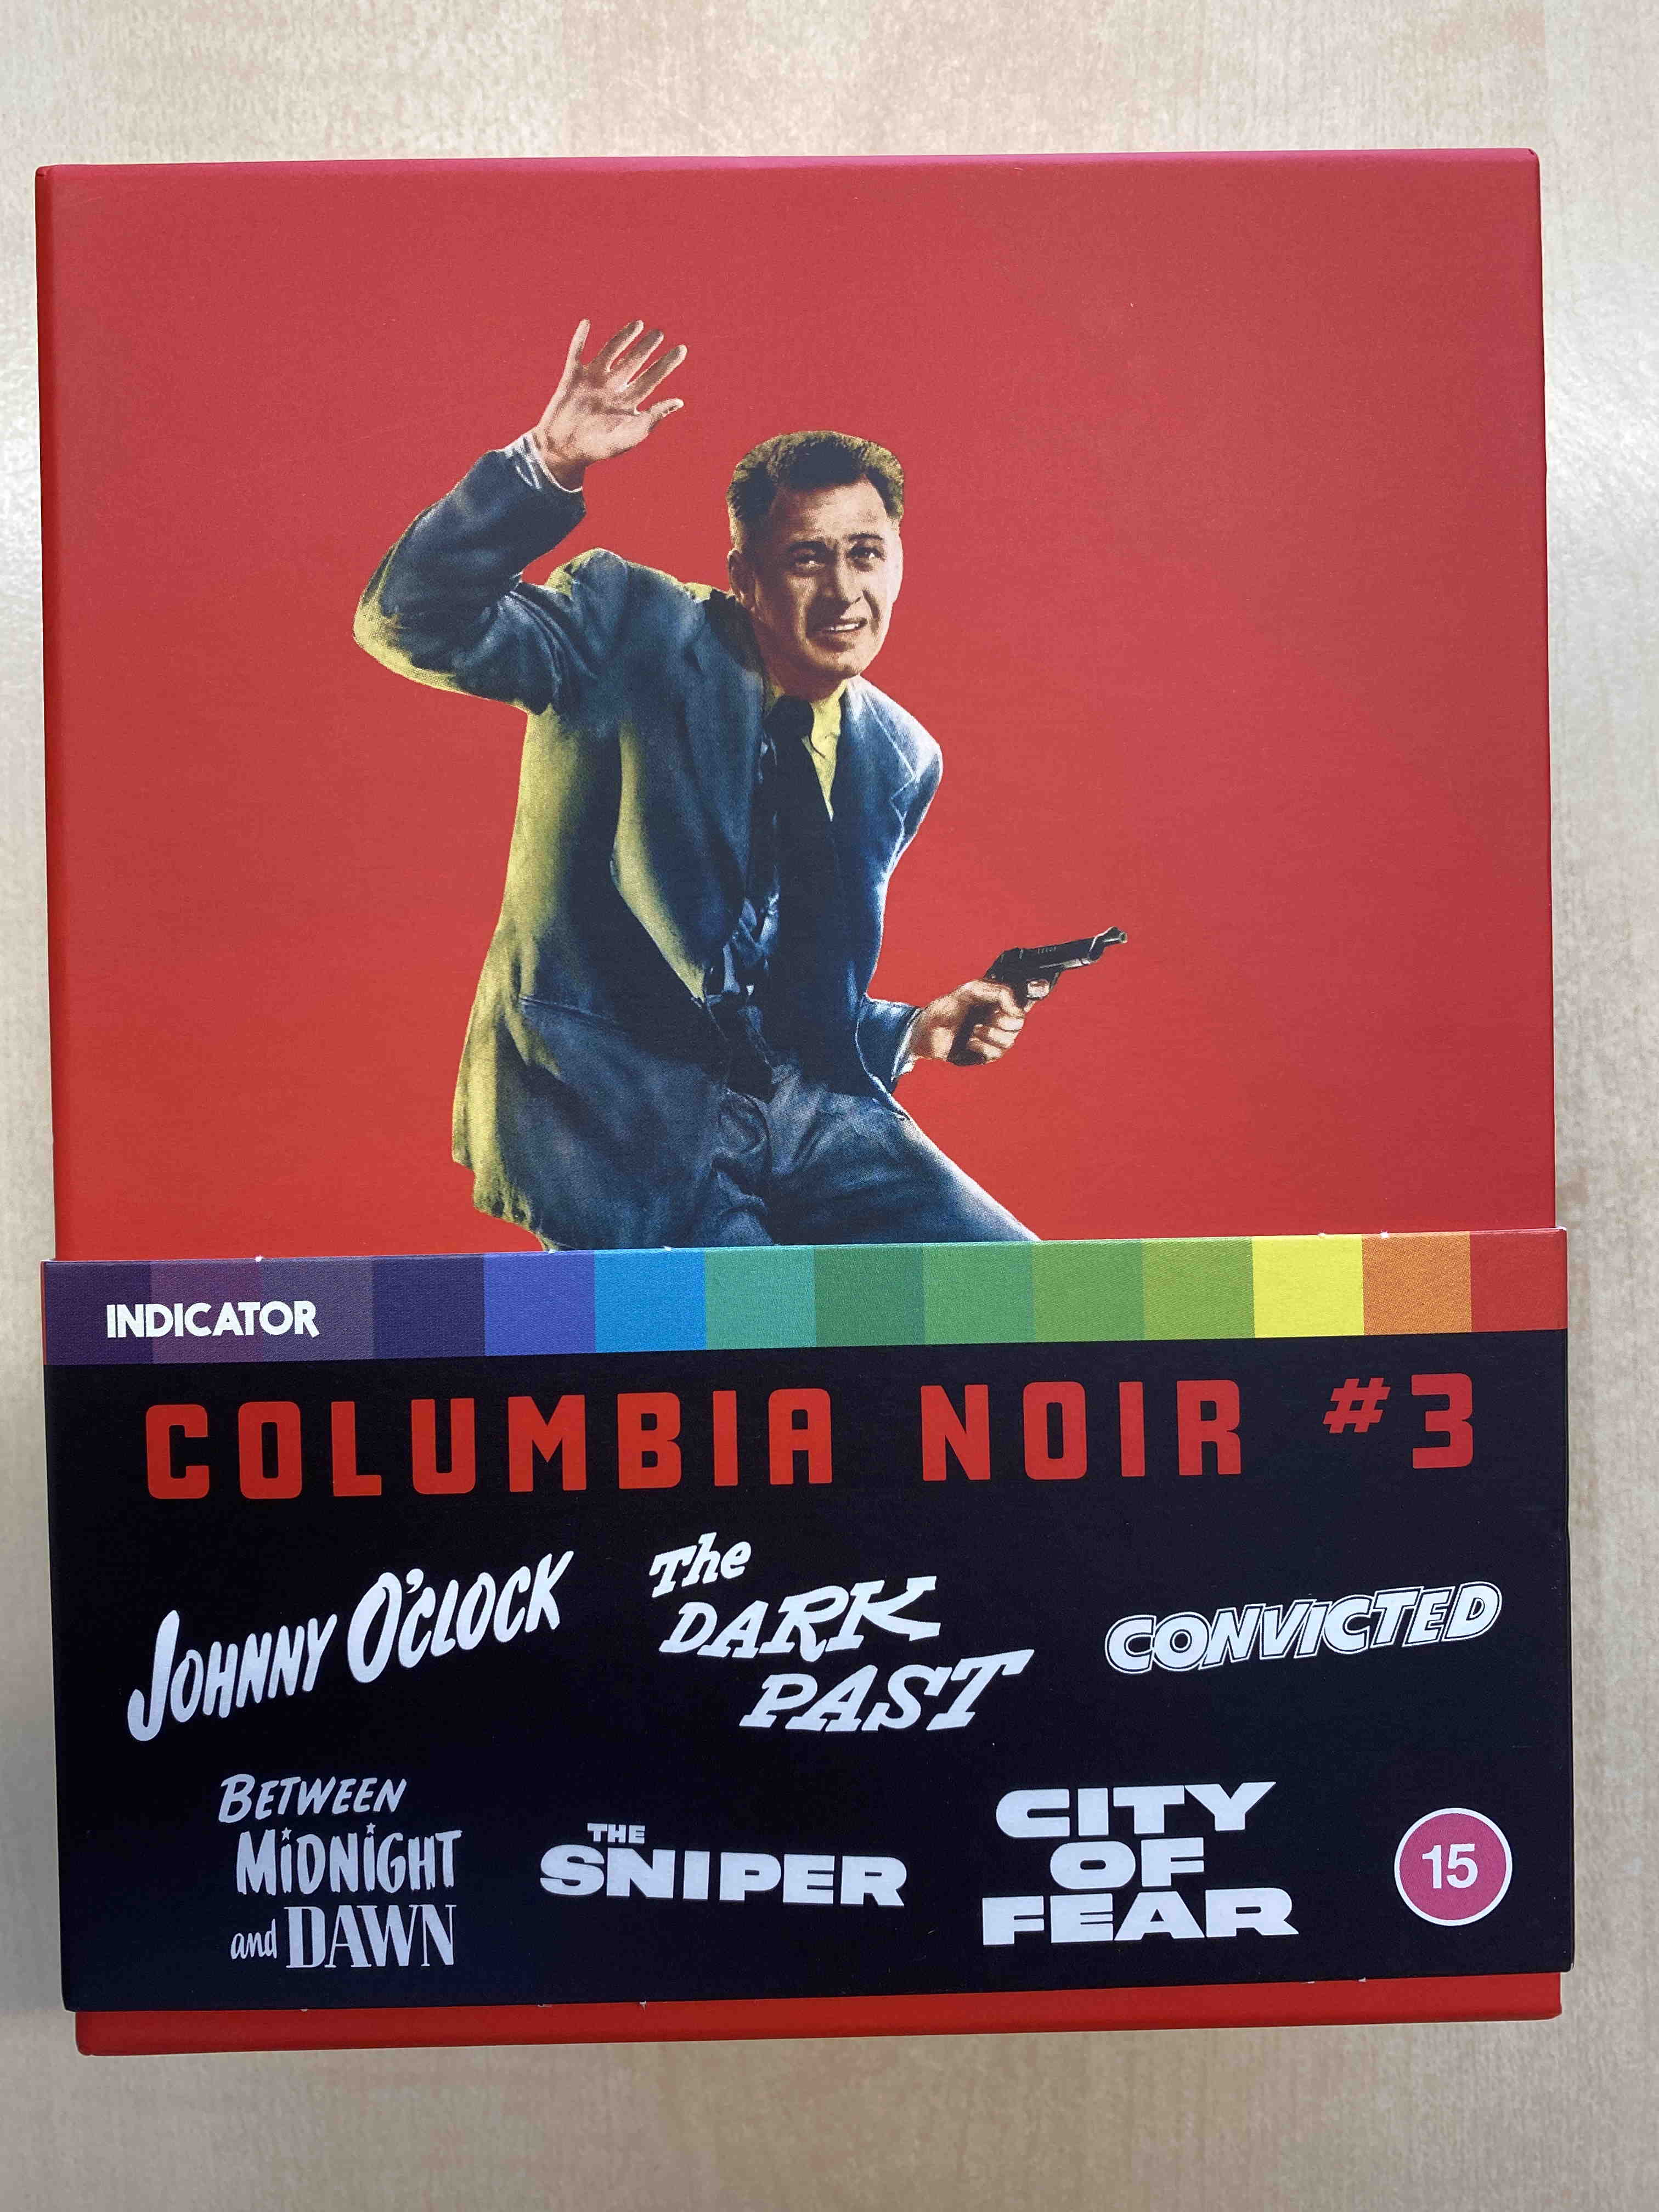 INDICATOR
COLUMBIA NOIR #3
JOHNNY O'CLOCK
The
DARK
PAST
CONVICTED
BETWEEN
MiDNiGHT
and DAWN
THE
SNIPER
CITY
OF
FEAR
15